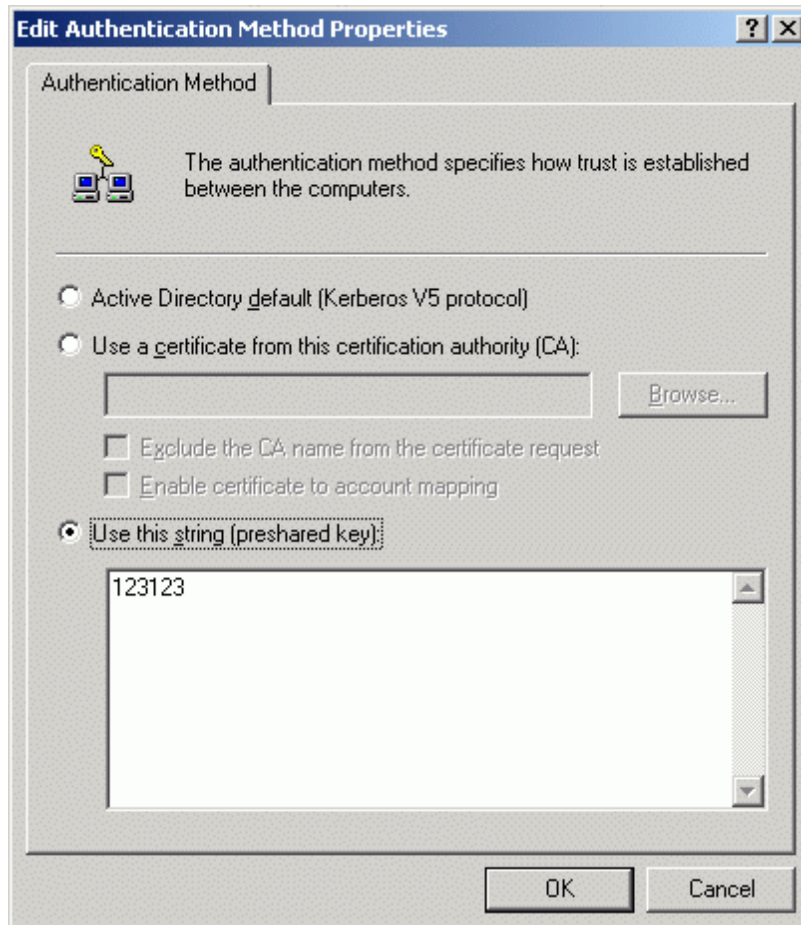 Edit Authentication Method Properties
Authentication Method
The authentication method specifies how trust is established
between the computers.
Active Directory default (Kerberos V5 protocol)
Use a certificate from this certification authority (CA):
Browse...
Exclude the CA name from the certificate request
Enable certificate to account mapping
Use this string (preshared key):
123123
OK Cancel